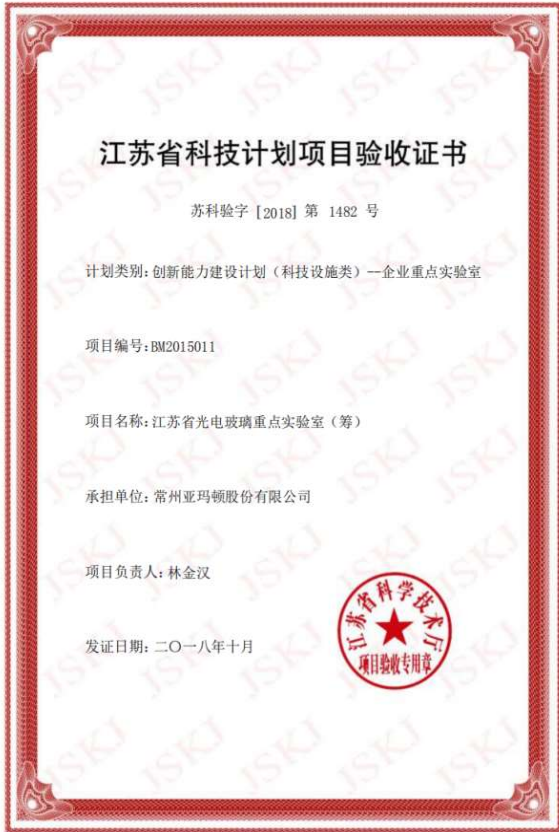 江苏省科技计划项目验收证书
苏科验字 [2018] 第 1482 号
计划类别:创新能力建设计划（科技设施类）--企业重点实验室
项目编号:BM2015011
项目名称:江苏省光电玻璃重点实验室（筹）
承担单位:常州亚玛顿股份有限公司
项目负责人:林金汉
发证日期:二〇一八年十月
江苏省科学技术厅
项目验收专用章
JSKJ